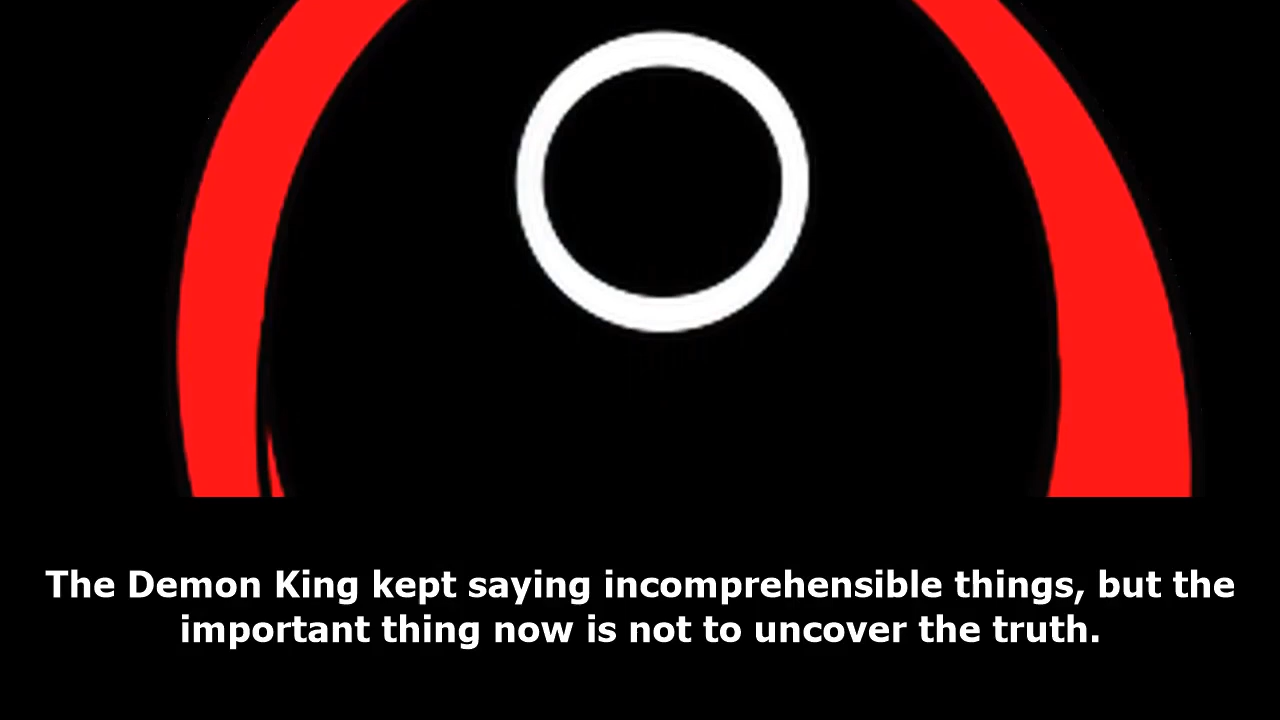 The Demon King kept saying incomprehensible things, but the
important thing now is not to uncover the truth.